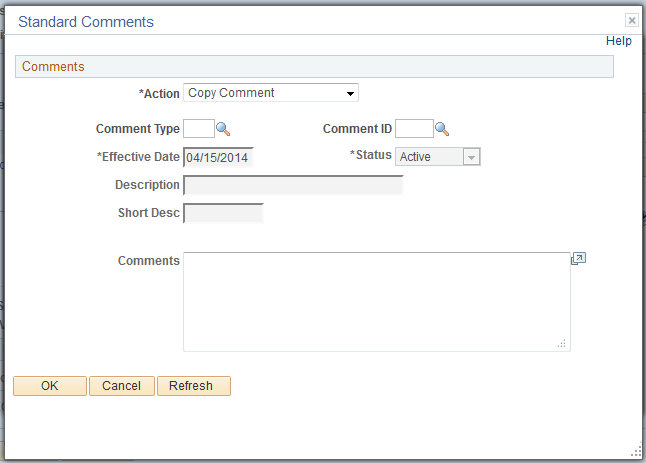 Standard Comments
Help
Comments
*Action Copy Comment
Comment Type Comment ID
*Effective Date 04/15/2014 *Status Active
Description
Short Desc
Comments
OK Cancel Refresh